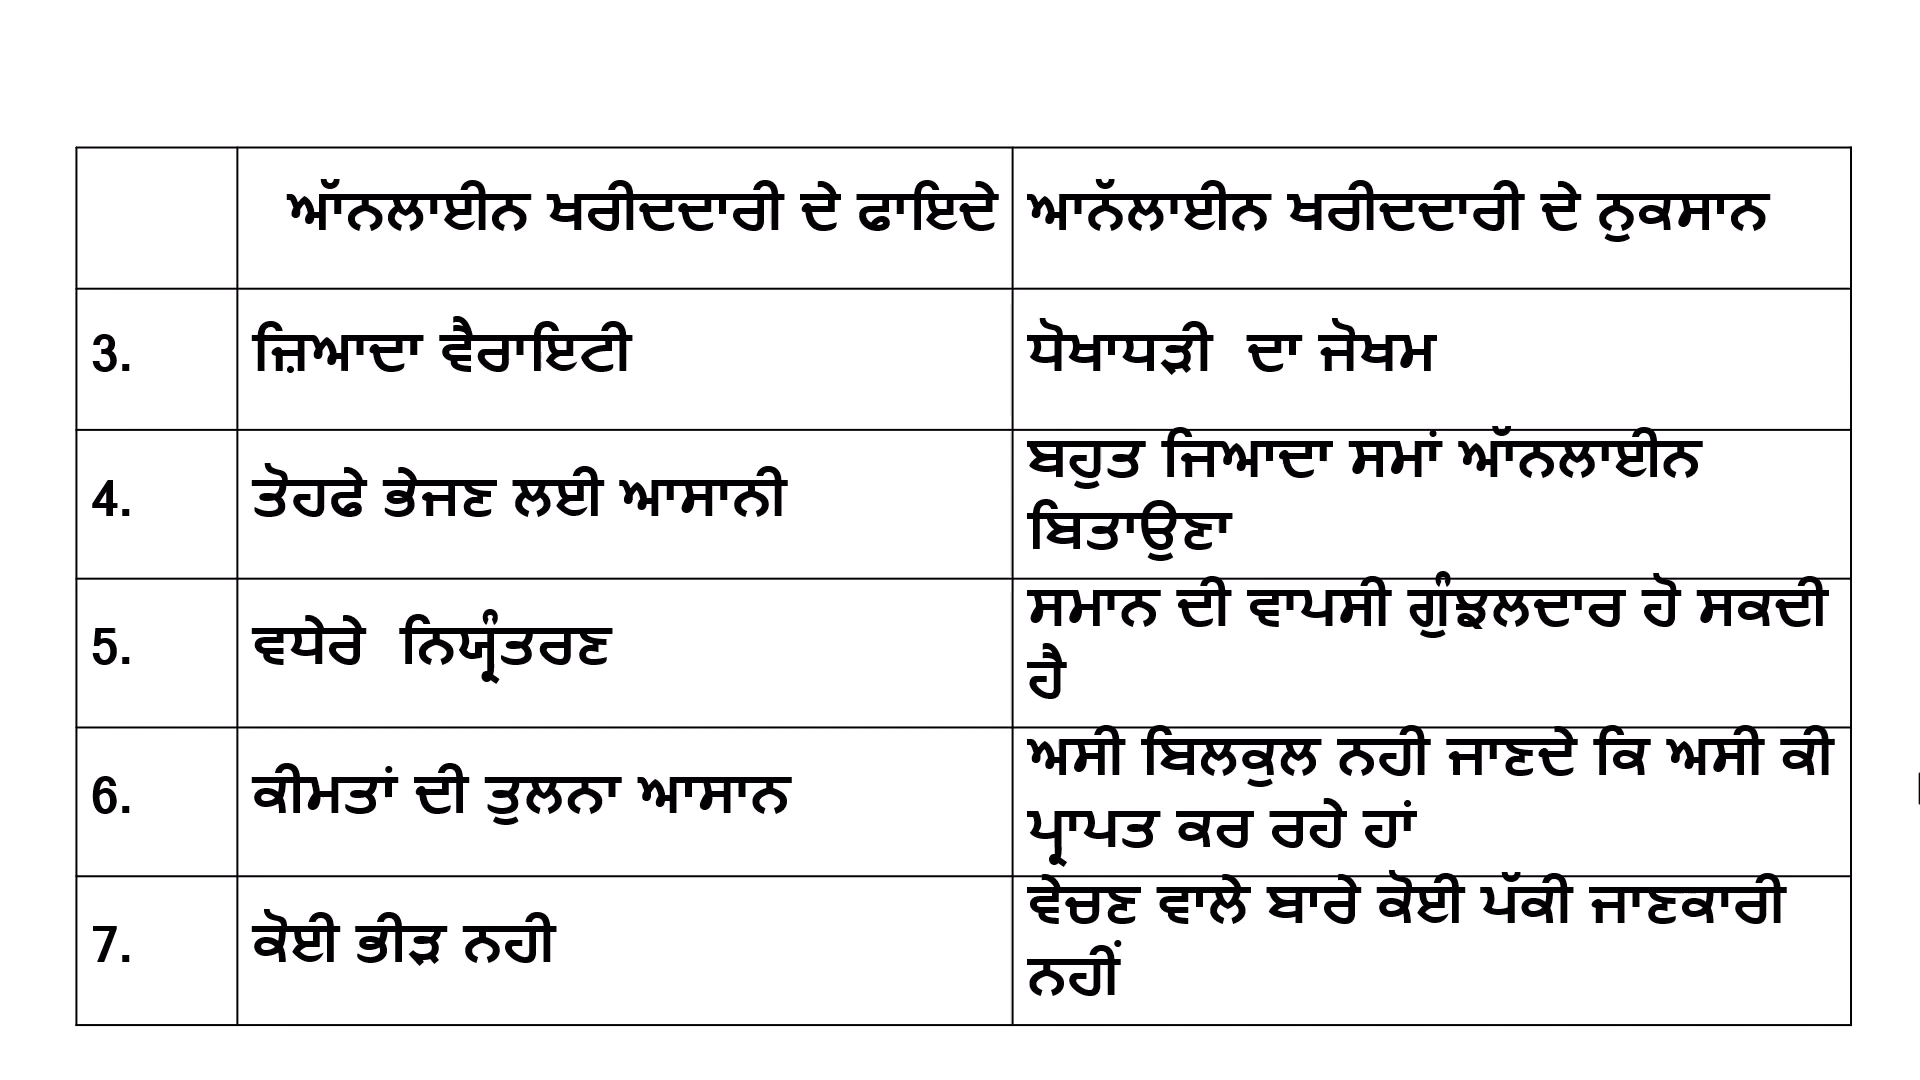 ਔਨਲਾਈਨ ਖਰੀਦਦਾਰੀ ਦੇ ਫਾਇਦੇ
ਆਨੱਲਾਈਨ ਖਰੀਦਦਾਰੀ ਦੇ ਨੁਕਸਾਨ
3.
ਜ਼ਿਆਦਾ ਵੈਰਾਇਟੀ
ਧੋਖਾਧੜੀ ਦਾ ਜੋਖਮ
4.
ਤੋਹਫੇ ਭੇਜਣ ਲਈ ਆਸਾਨੀ
ਬਹੁਤ ਜਿਆਦਾ ਸਮਾਂ ਔਨਲਾਈਨ
ਬਿਤਾਉਣਾ
5.
ਵਧੇਰੇ ਨਿਯੰਤ੍ਰਰਣ
ਸਮਾਨ ਦੀ ਵਾਪਸੀ ਗੁੰਝਲਦਾਰ ਹੋ ਸਕਦੀ
ਹੈ
6.
ਕੀਮਤਾਂ ਦੀ ਤੁਲਨਾ ਆਸਾਨ
ਅਸੀ ਬਿਲਕੁਲ ਨਹੀ ਜਾਣਦੇ ਕਿ ਅਸੀ ਕੀ
ਪ੍ਰਾਪਤ ਕਰ ਰਹੇ ਹਾਂ
7.
ਕੋਈ ਭੀੜ ਨਹੀ
ਵੇਚਣ ਵਾਲੇ ਬਾਰੇ ਕੋਈ ਪੱਕੀ ਜਾਣਕਾਰੀ
ਨਹੀਂ